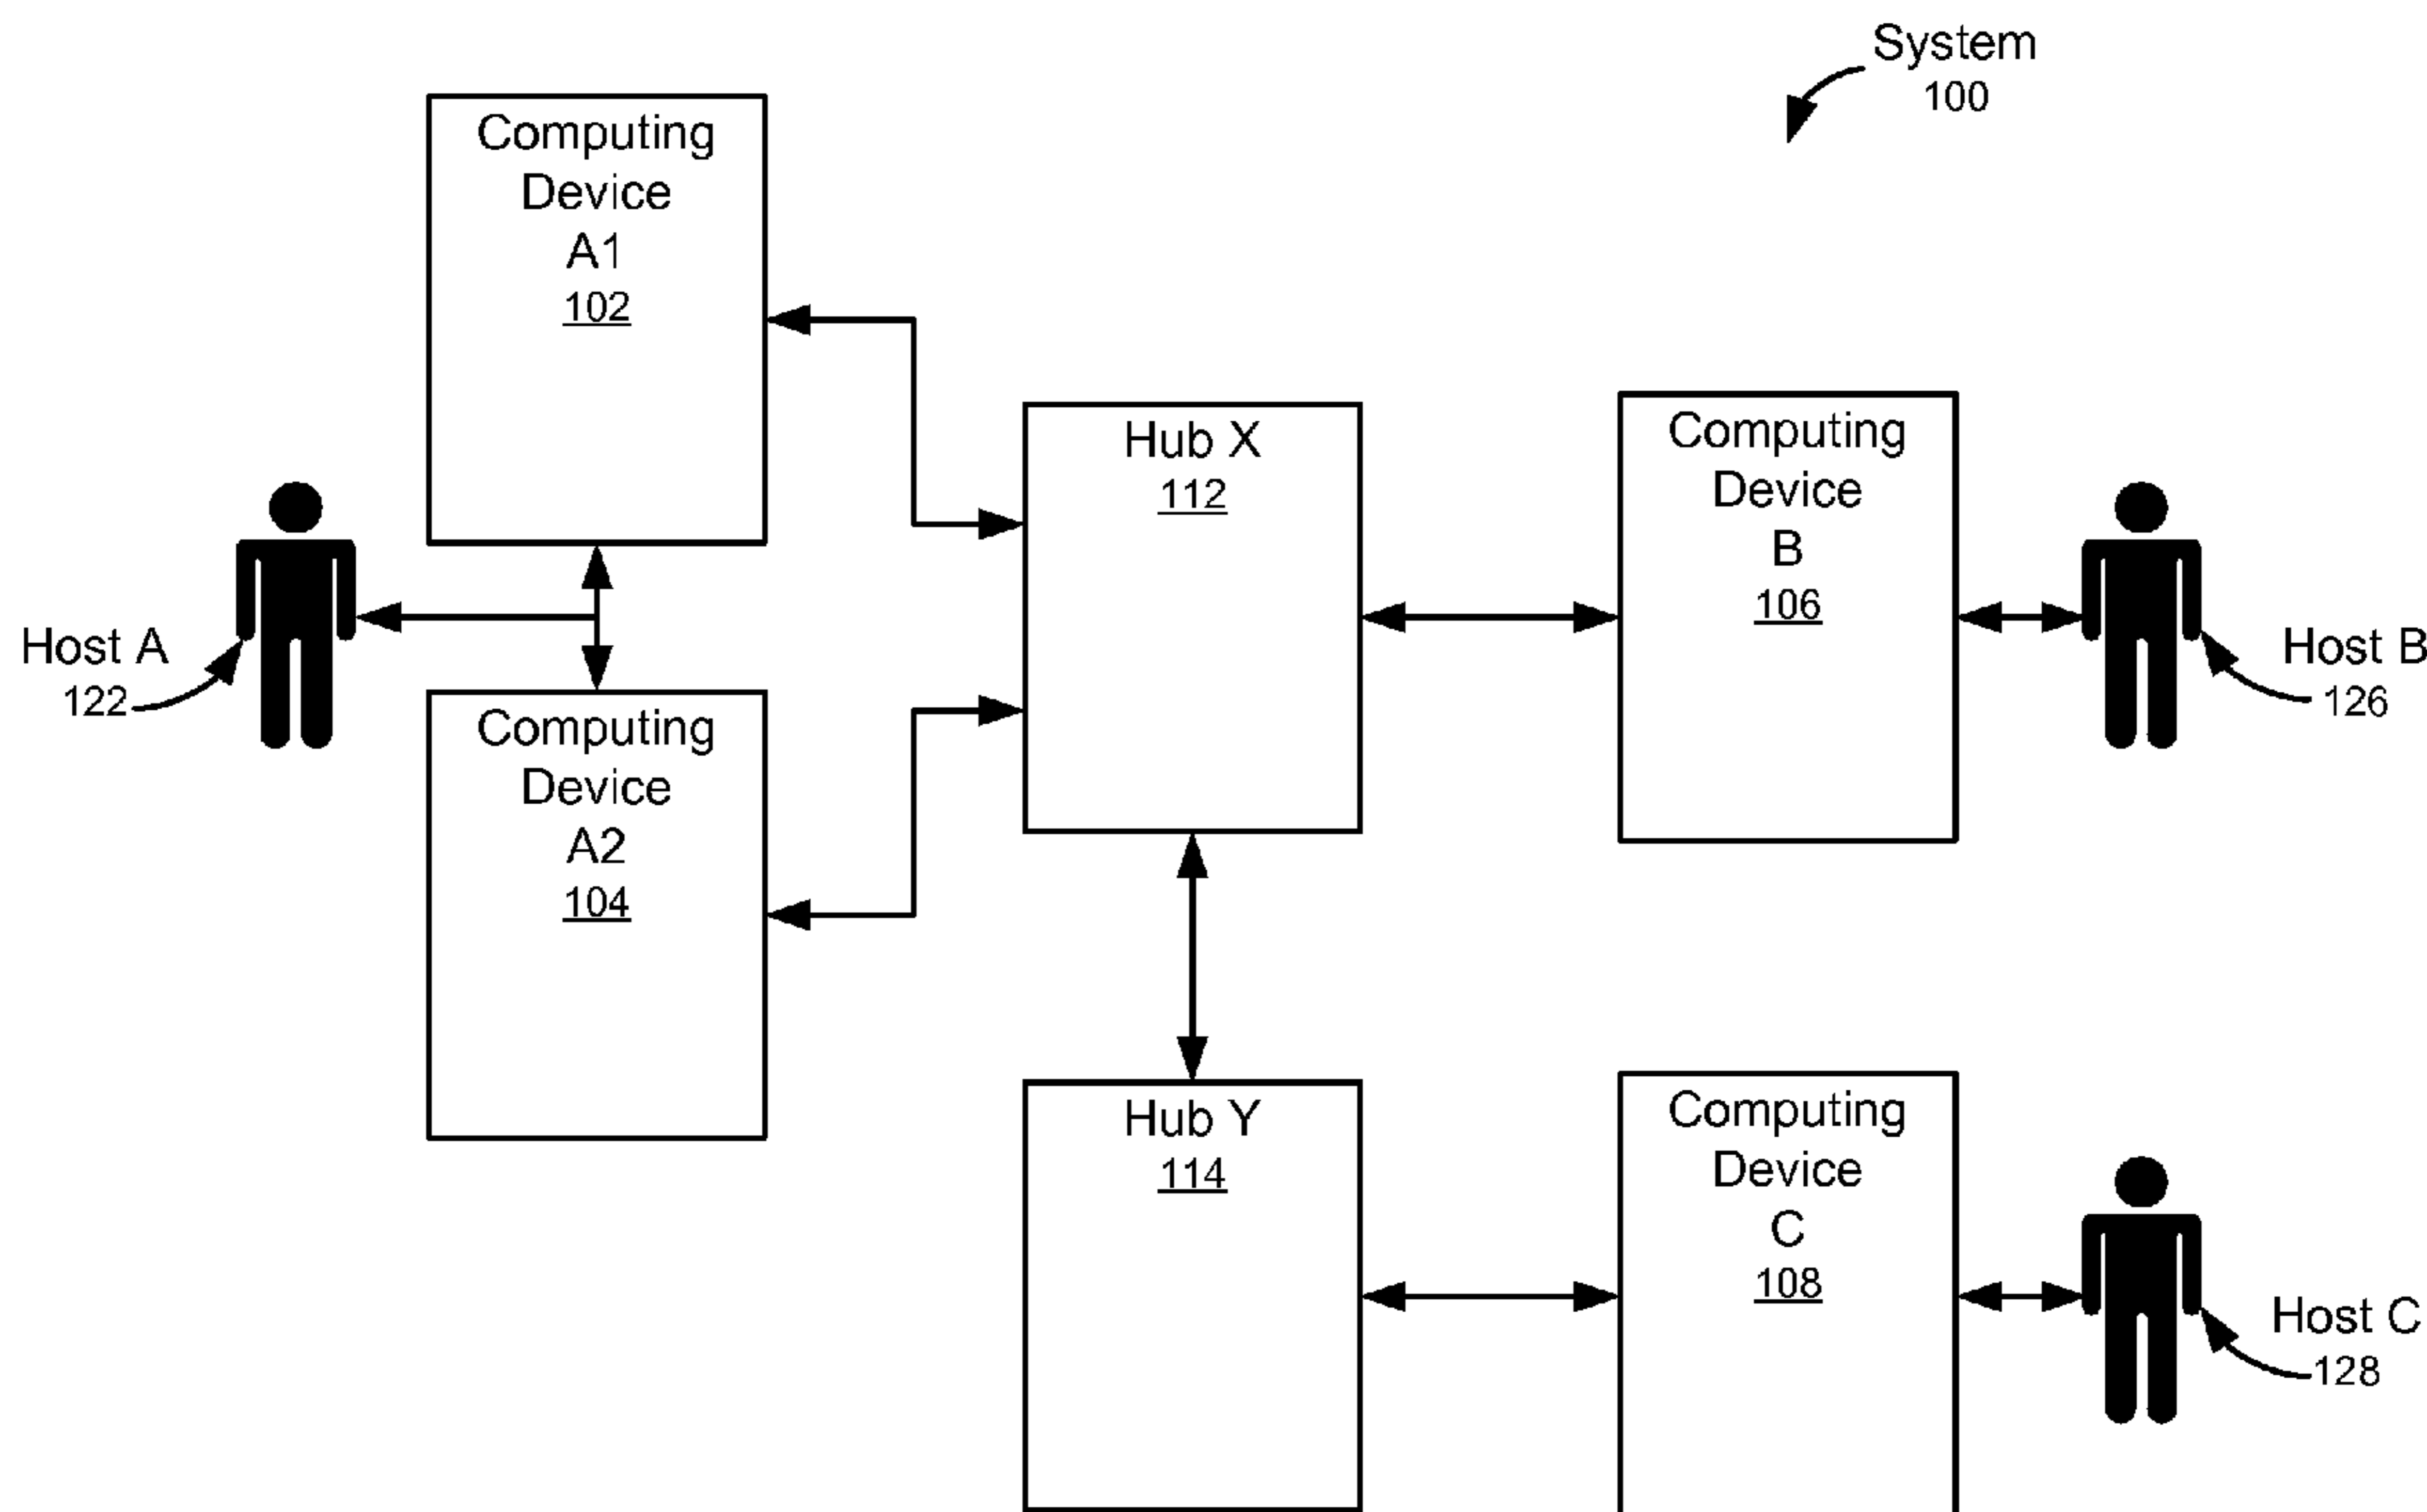 System
100
Computing
Device
A1
102
Hub X
112
Computing
Device
B
106
Host A
122
Host B
126
Computing
Device
A2
104
Hub Y
114
Computing
Device
C
108
Host C
128